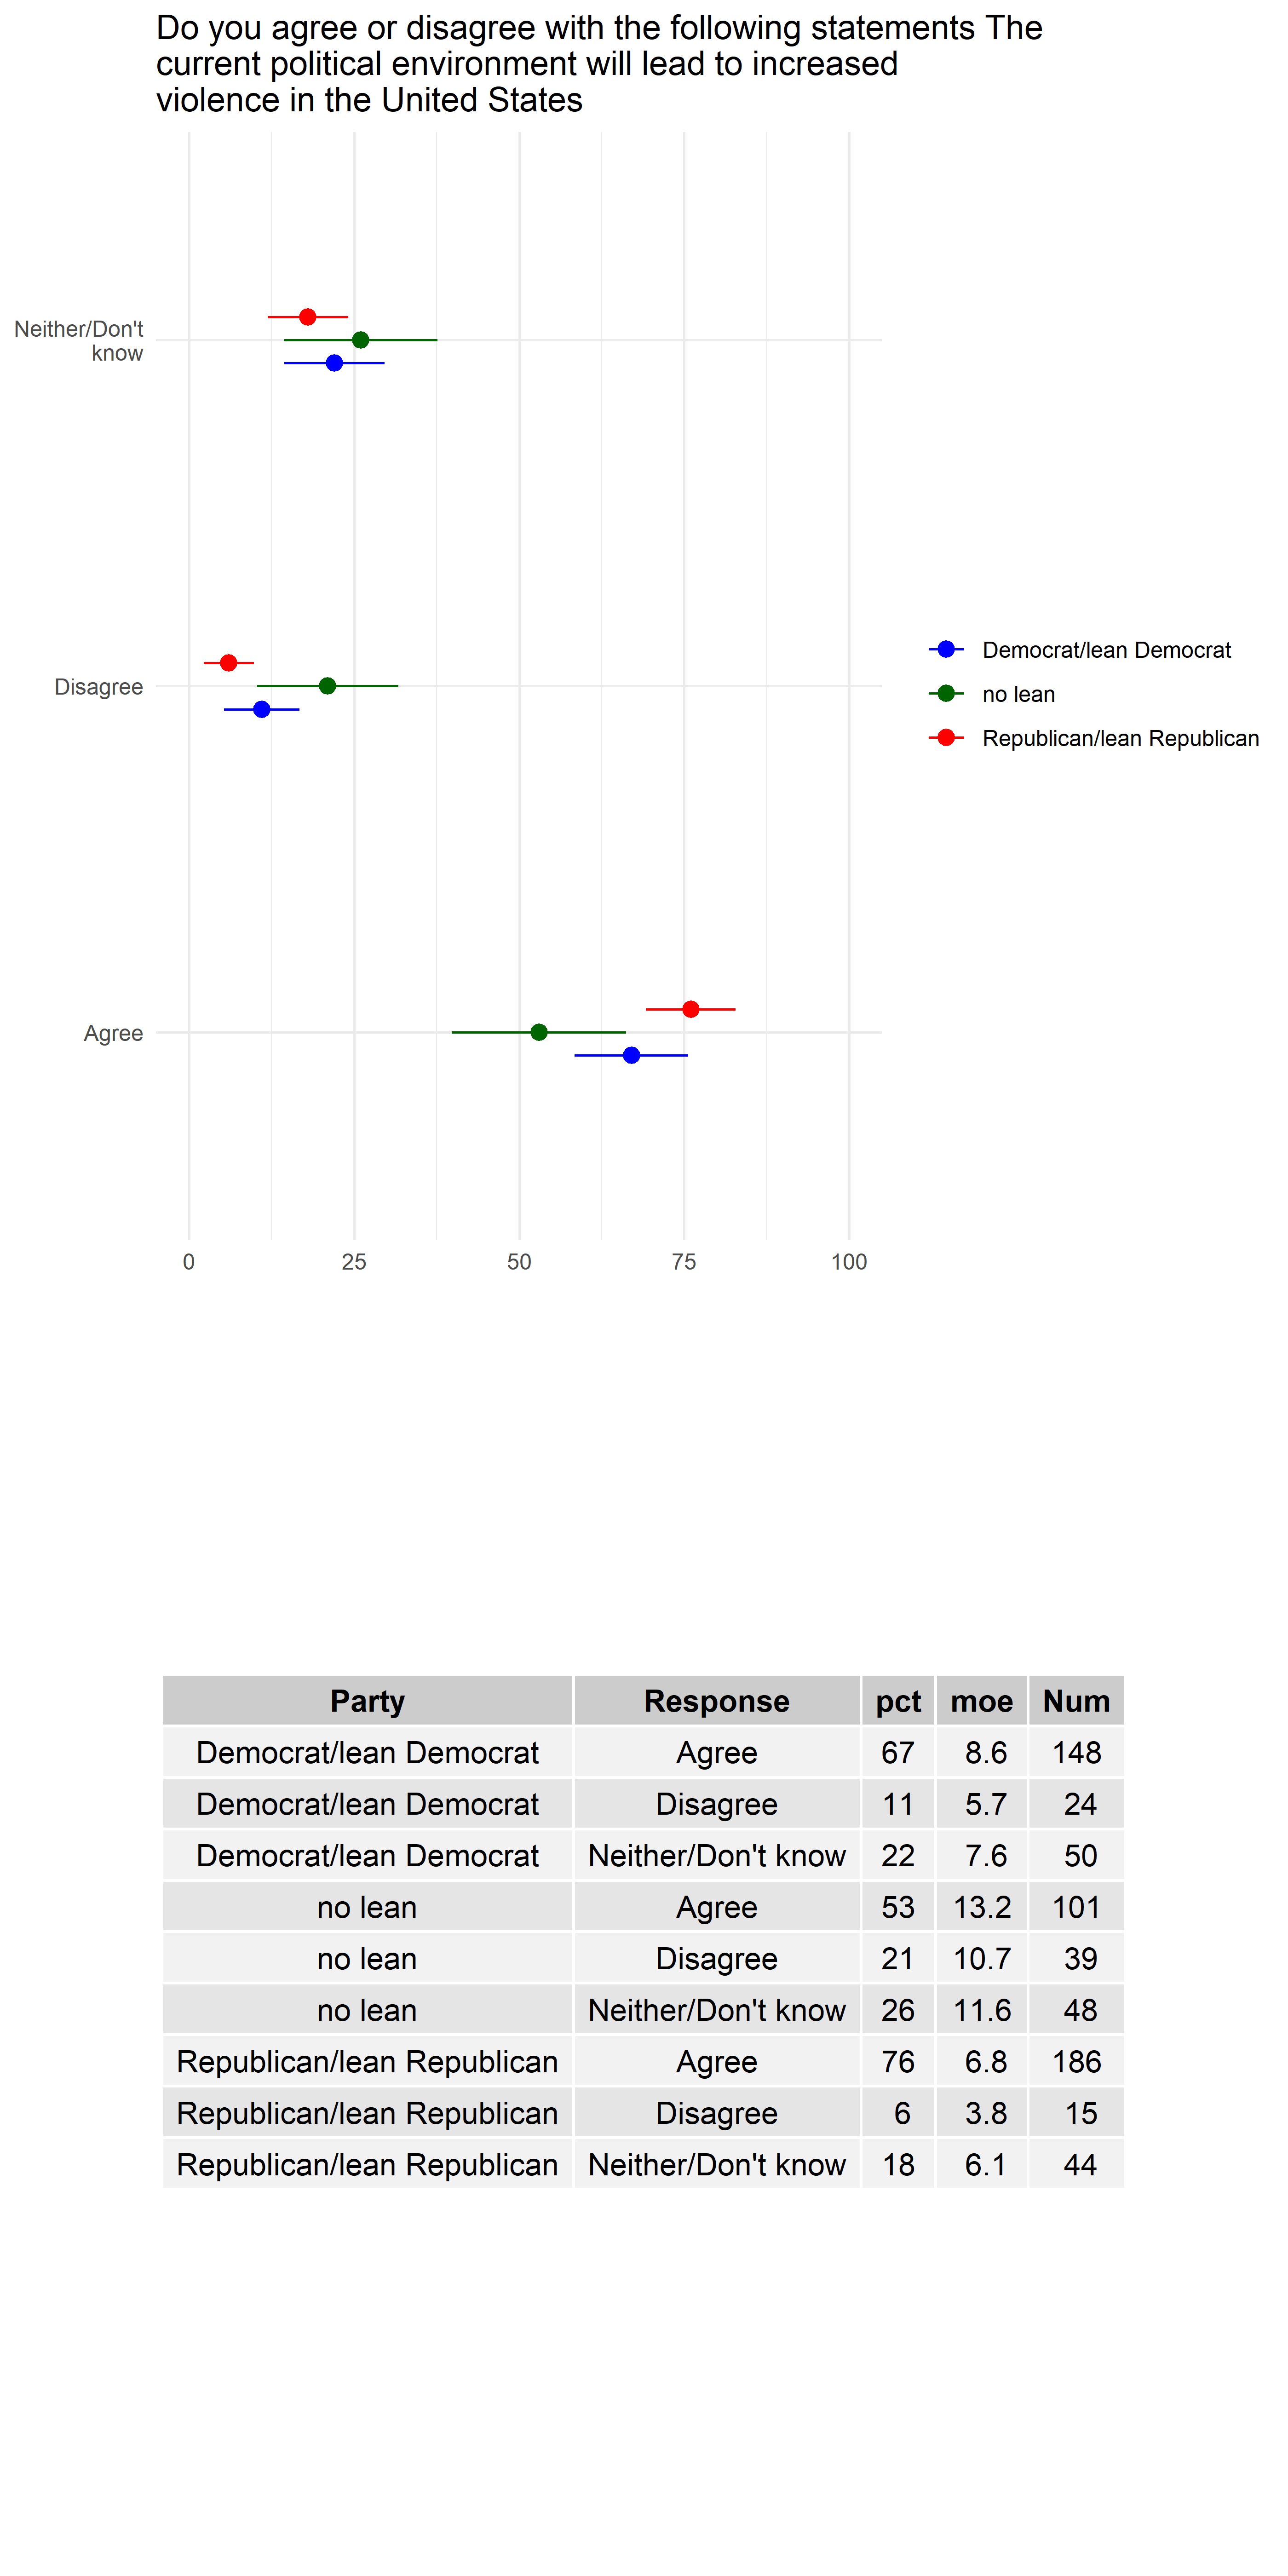 Do you agree or disagree with the following statements The
current political environment will lead to increased
violence in the United States
Neither/Don't
know
Disagree
Agree
0 25 50 75 100
Democrat/lean Democrat
no lean
Republican/lean Republican
Party Response pct moe Num
Democrat/lean Democrat Agree 67 8.6 148
Democrat/lean Democrat Disagree 11 5.7 24
Democrat/lean Democrat Neither/Don't know 22 7.6 50
no lean Agree 53 13.2 101
no lean Disagree 21 10.7 39
no lean Neither/Don't know 26 11.6 48
Republican/lean Republican Agree 76 6.8 186
Republican/lean Republican Disagree 6 3.8 15
Republican/lean Republican Neither/Don't know 18 6.1 44